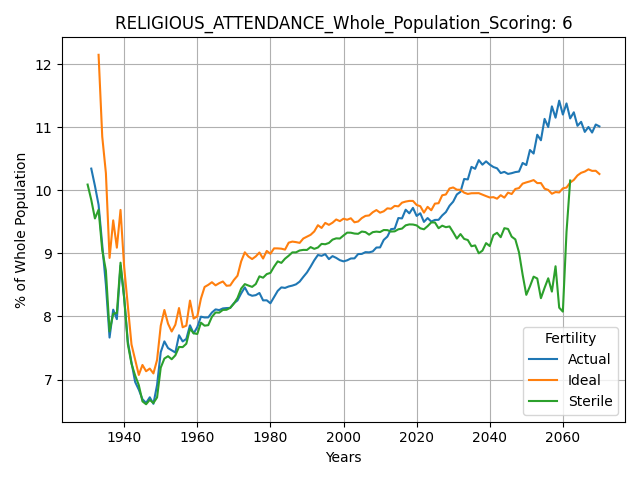 RELIGIOUS_ATTENDANCE_Whole_Population_Scoring: 6
% of Whole Population
12
11
10
9
8
7
1940
1960
1980
2000
2020
2040
2060
Years
Fertility
Actual
Ideal
Sterile